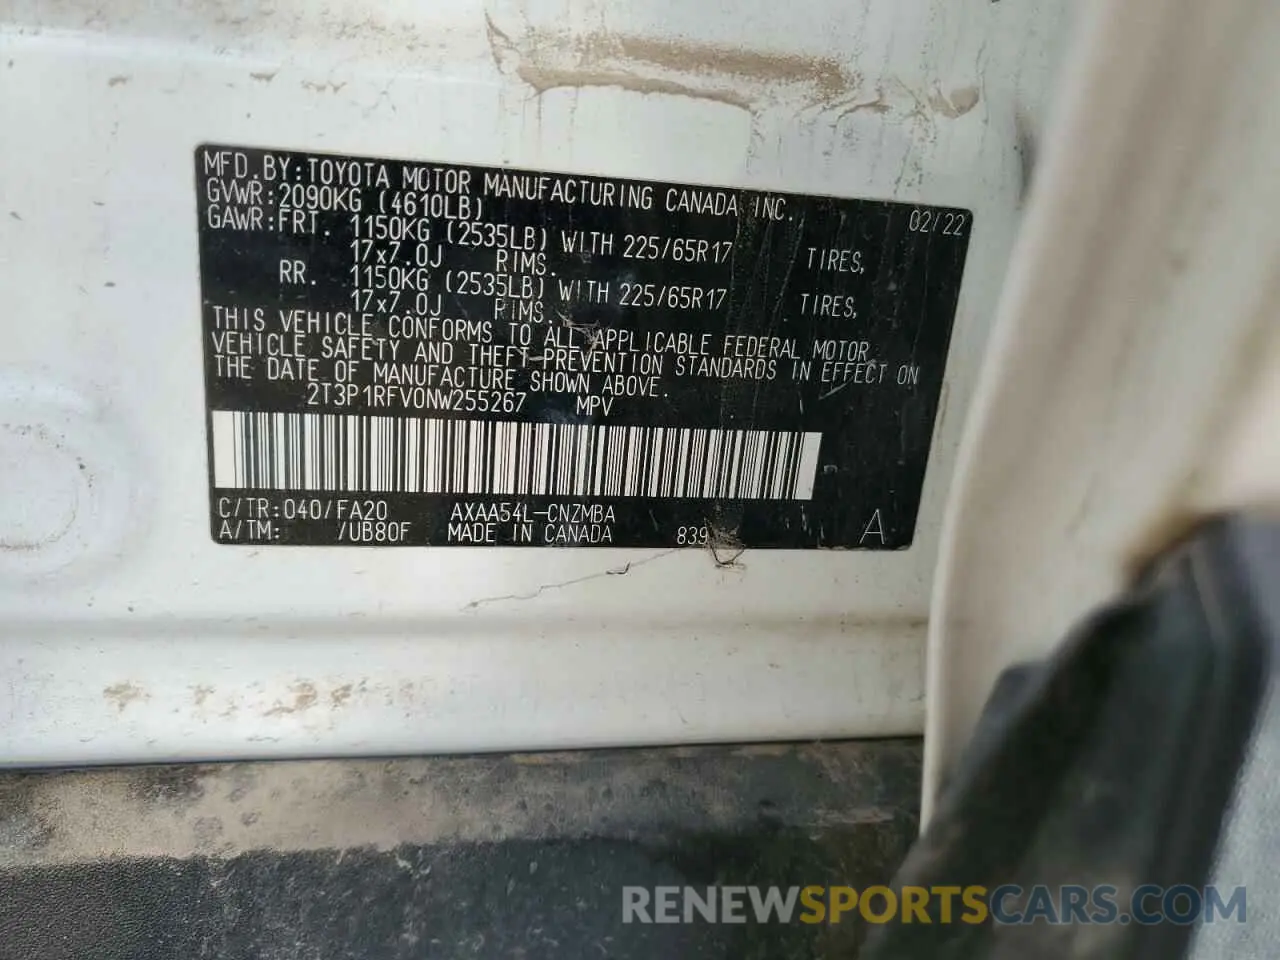 MFD.BY:TOYOTA MOTOR MANUFACTURING CANADA INC. 02/22
GVWR:2090KG (4610LB)
GAWR:FRT. 1150KG (2535LB) WITH 225/65R17 TIRES,
17x7.0J RIMS.
RR. 1150KG (2535LB) WITH 225/65R17 TIRES,
17x7.0J RIMS.
THIS VEHICLE CONFORMS TO ALL APPLICABLE FEDERAL MOTOR
VEHICLE SAFETY AND THEFT PREVENTION STANDARDS IN EFFECT ON
THE DATE OF MANUFACTURE SHOWN ABOVE.
2T3P1RFV0NW255267 MPV
C/TR:040/FA20 AXAA54L-CNZMBA
A/TM: /UB80F MADE IN CANADA 839 A
RENEWSPORTSCARS.COM